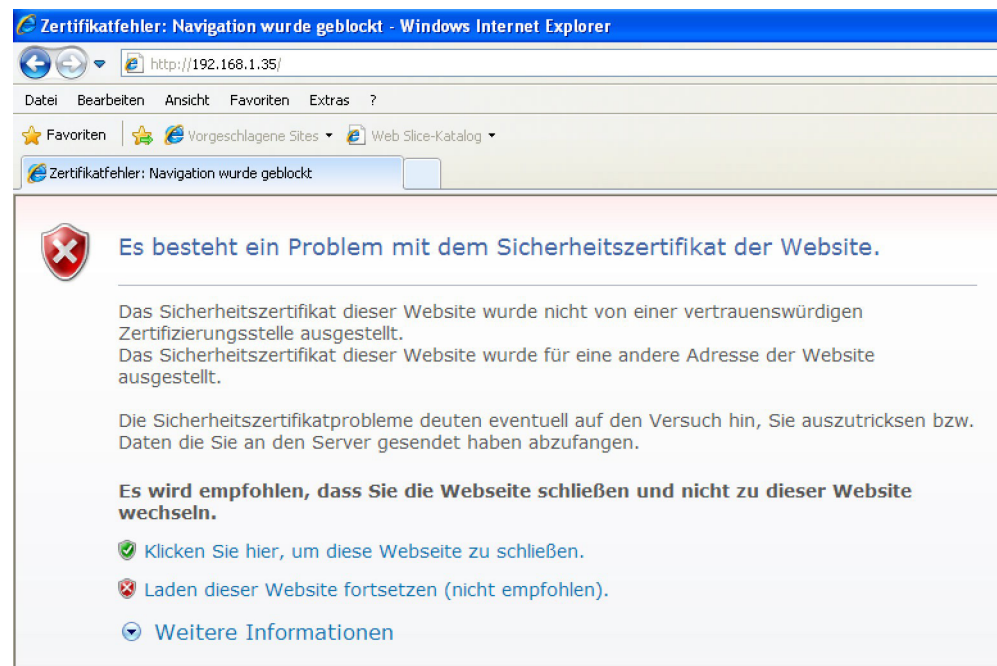 Zertifikatfehler: Navigation wurde geblockt - Windows Internet Explorer
http://192.168.1.35/
Datei Bearbeiten Ansicht Favoriten Extras ?
Favoriten Vorgeschlagene Sites Web Slice-Katalog
Zertifikatfehler: Navigation wurde geblockt
Es besteht ein Problem mit dem Sicherheitszertifikat der Website.
Das Sicherheitszertifikat dieser Website wurde nicht von einer vertrauenswürdigen
Zertifizierungsstelle ausgestellt.
Das Sicherheitszertifikat dieser Website wurde für eine andere Adresse der Website
ausgestellt.
Die Sicherheitszertifikatprobleme deuten eventuell auf den Versuch hin, Sie auszutricksen bzw.
Daten die Sie an den Server gesendet haben abzufangen.
Es wird empfohlen, dass Sie die Webseite schließen und nicht zu dieser Website
wechseln.
Klicken Sie hier, um diese Webseite zu schließen.
Laden dieser Website fortsetzen (nicht empfohlen).
Weitere Informationen